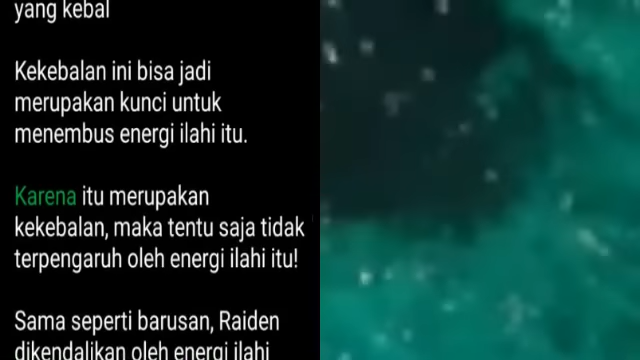 yang kebal
Kekebalan ini bisa jadi
merupakan kunci untuk
menembus energi ilahi itu.
Karena itu merupakan
kekebalan, maka tentu saja tidak
terpengaruh oleh energi ilahi itu!
Sama seperti barusan, Raiden
dikendalikan oleh energi ilahi